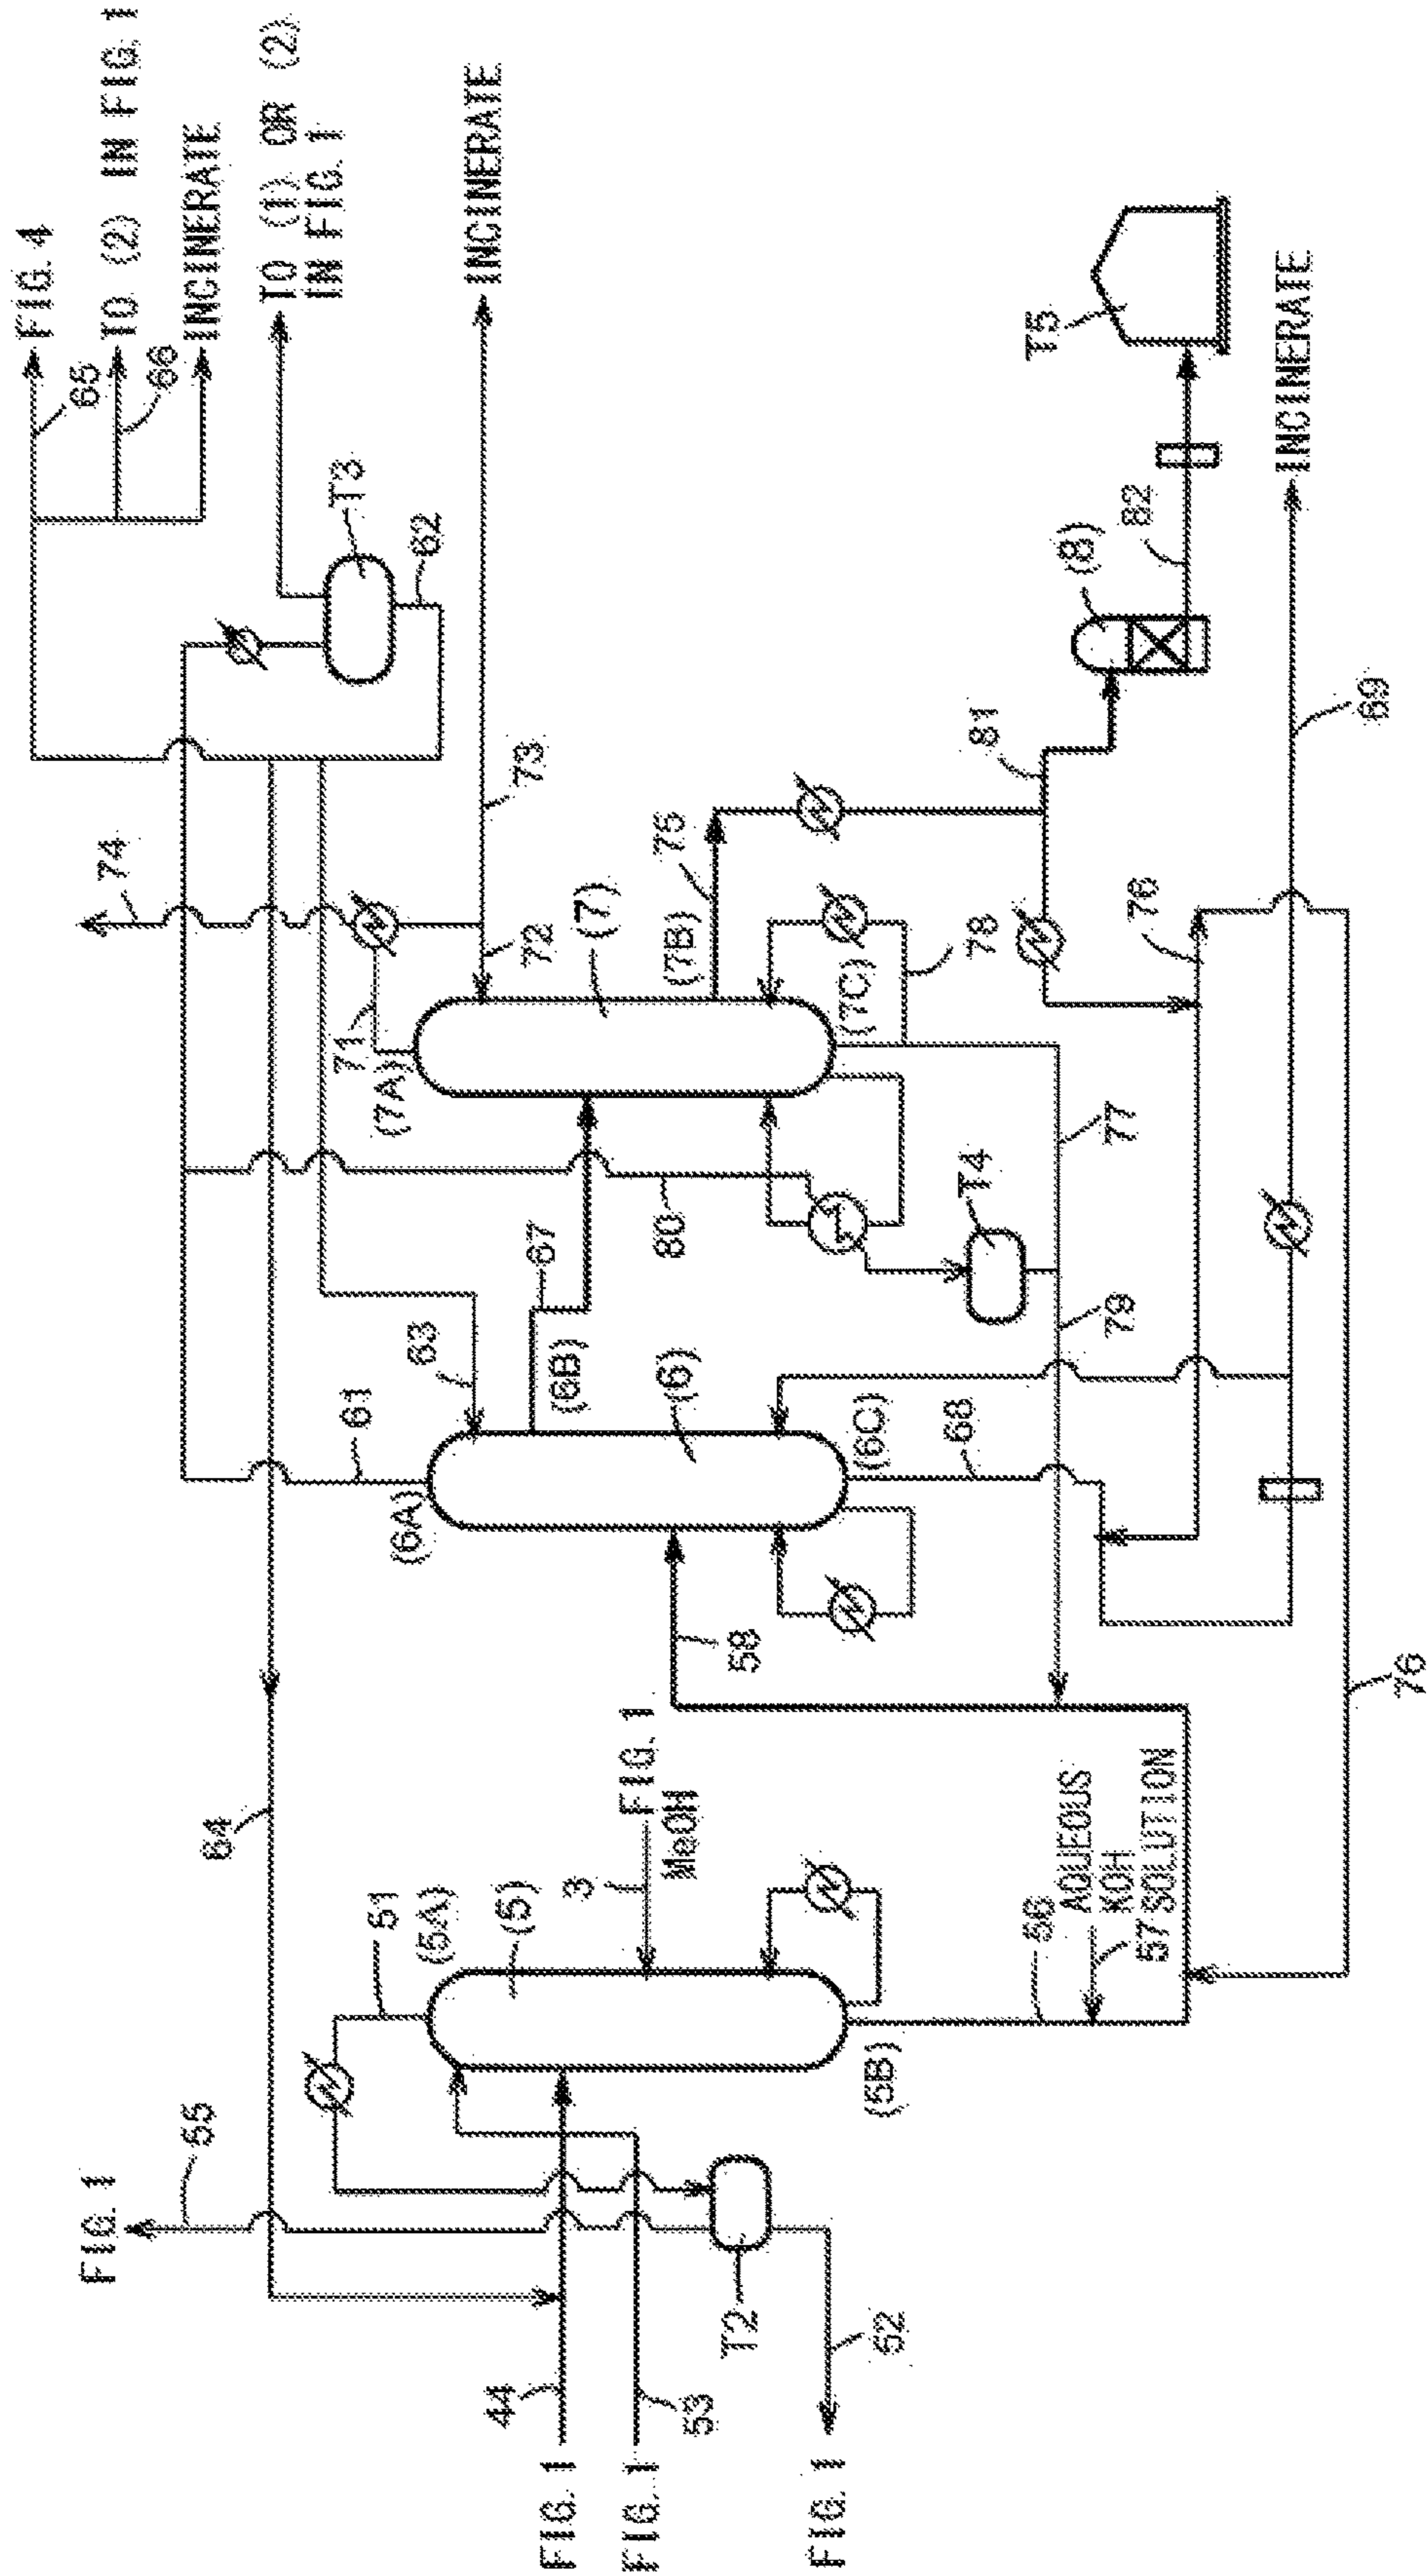 FIG. 4
65
TO (2) IN FIG. 1
66
INCINERATE
TO (1) OR (2)
IN FIG. 1
T3
62
74
INCINERATE
73
72
71
(7A)
(7)
(7B)
75
(7C)
78
81
(8)
82
T5
INCINERATE
69
76
77
T4
80
67
79
61
63
(6A)
(6B)
(6)
(6C)
68
58
64
FIG. 1
MeOH
3
51
(5A)
(5)
(5B)
56
AQUEOUS
KOH
57 SOLUTION
76
FIG. 1
55
T2
44
53
52
FIG. 1
FIG. 1
FIG. 1